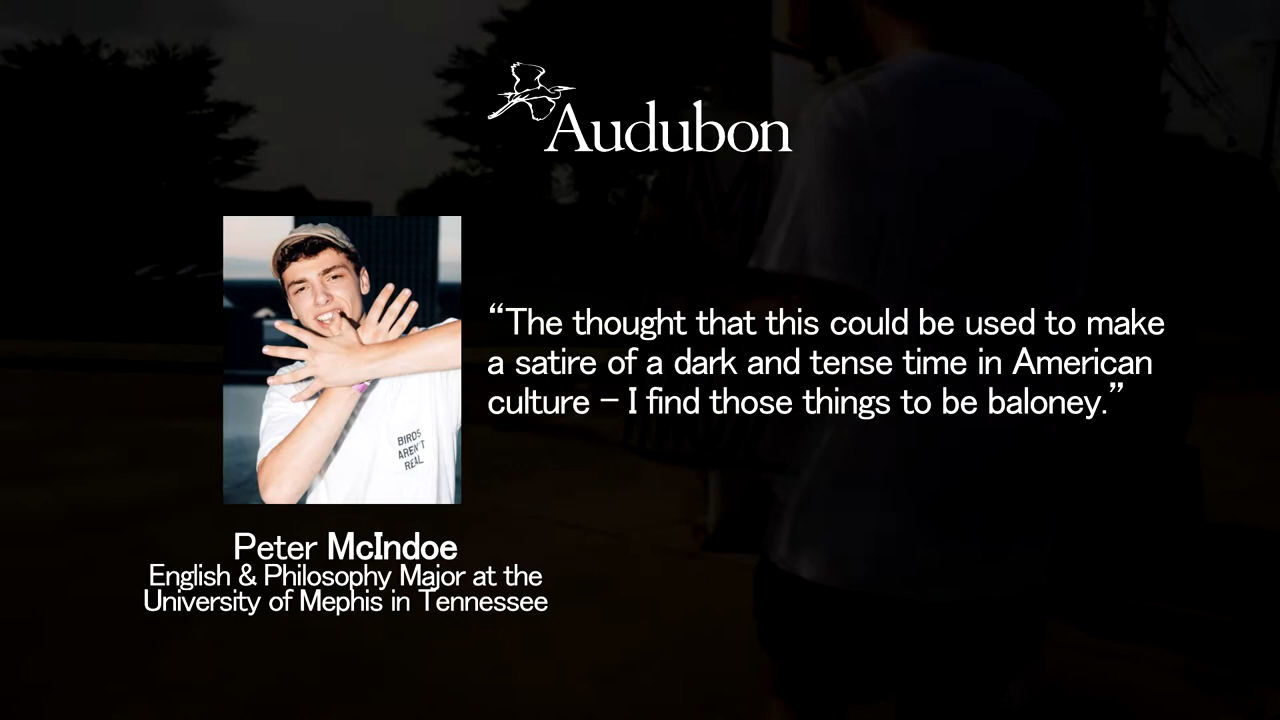 Audubon
BIRDS
AREN'T
REAL
“The thought that this could be used to make
a satire of a dark and tense time in American
culture – I find those things to be baloney.”
Peter McIndoe
English & Philosophy Major at the
University of Mephis in Tennessee